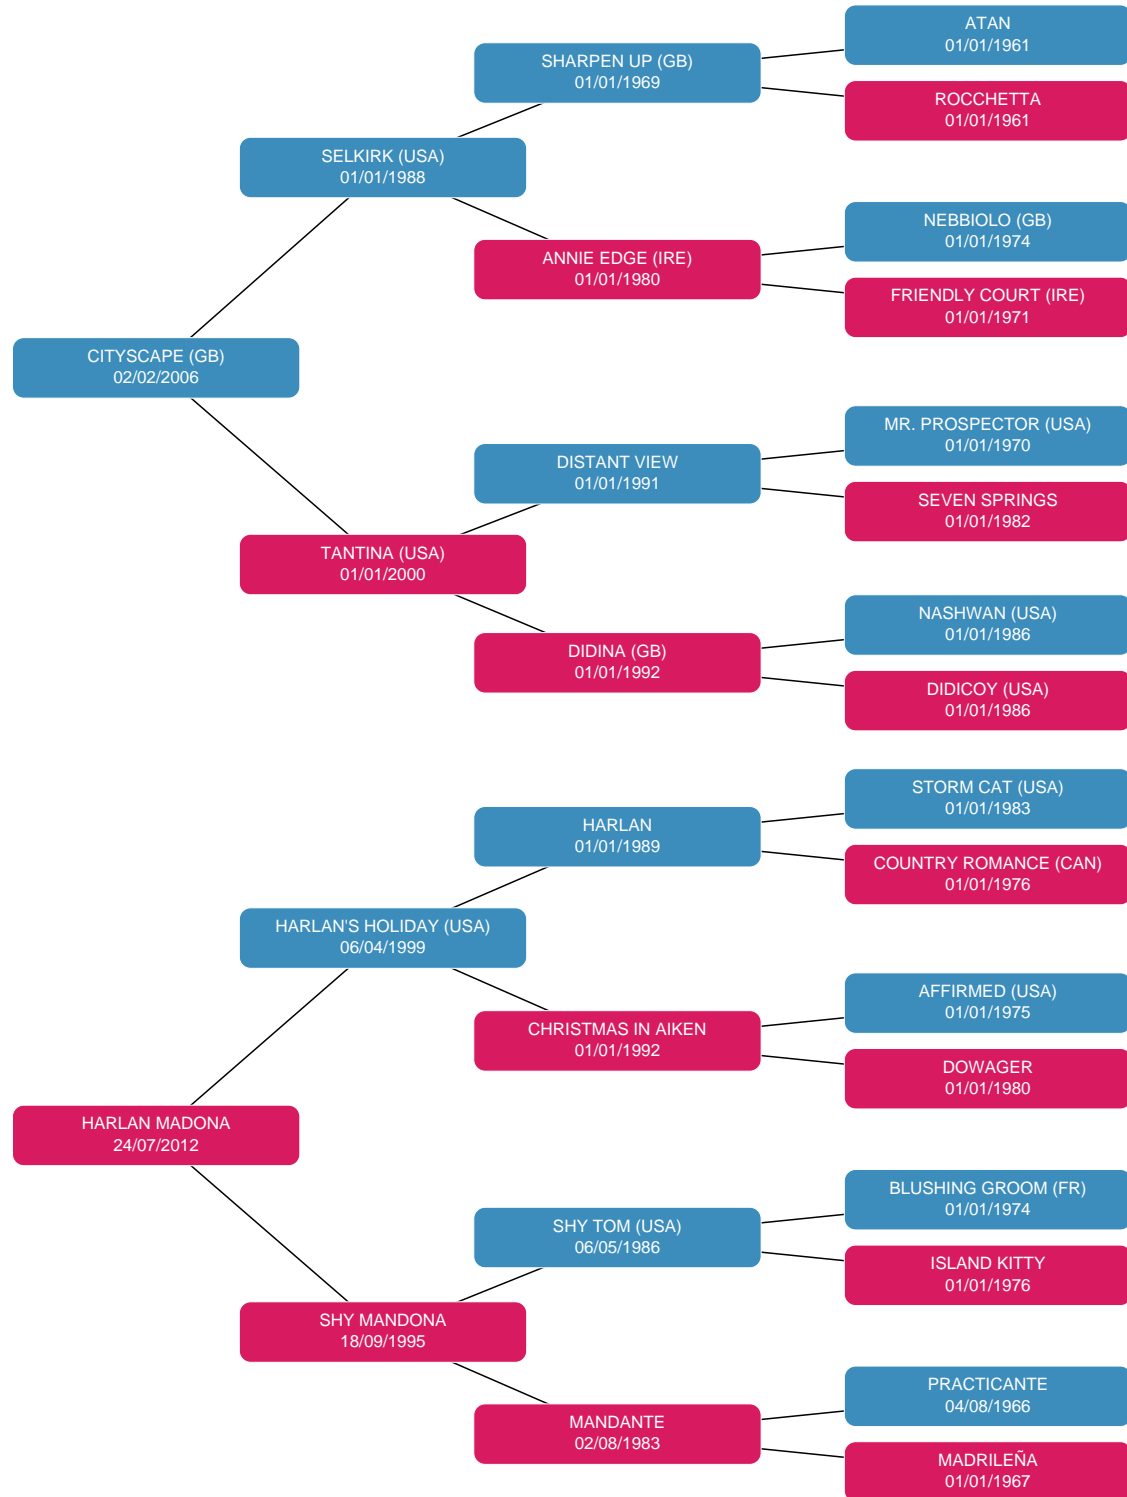 ATAN
01/01/1961
SHARPEN UP (GB)
01/01/1969
ROCCHETTA
01/01/1961
SELKIRK (USA)
01/01/1988
NEBBIOLO (GB)
01/01/1974
ANNIE EDGE (IRE)
01/01/1980
FRIENDLY COURT (IRE)
01/01/1971
CITYSCAPE (GB)
02/02/2006
MR. PROSPECTOR (USA)
01/01/1970
DISTANT VIEW
01/01/1991
SEVEN SPRINGS
01/01/1982
TANTINA (USA)
01/01/2000
NASHWAN (USA)
01/01/1986
DIDINA (GB)
01/01/1992
DIDICOY (USA)
01/01/1986
STORM CAT (USA)
01/01/1983
HARLAN
01/01/1989
COUNTRY ROMANCE (CAN)
01/01/1976
HARLAN'S HOLIDAY (USA)
06/04/1999
AFFIRMED (USA)
01/01/1975
CHRISTMAS IN AIKEN
01/01/1992
DOWAGER
01/01/1980
HARLAN MADONA
24/07/2012
BLUSHING GROOM (FR)
01/01/1974
SHY TOM (USA)
06/05/1986
ISLAND KITTY
01/01/1976
SHY MANDONA
18/09/1995
PRACTICANTE
04/08/1966
MANDANTE
02/08/1983
MADRILEÑA
01/01/1967